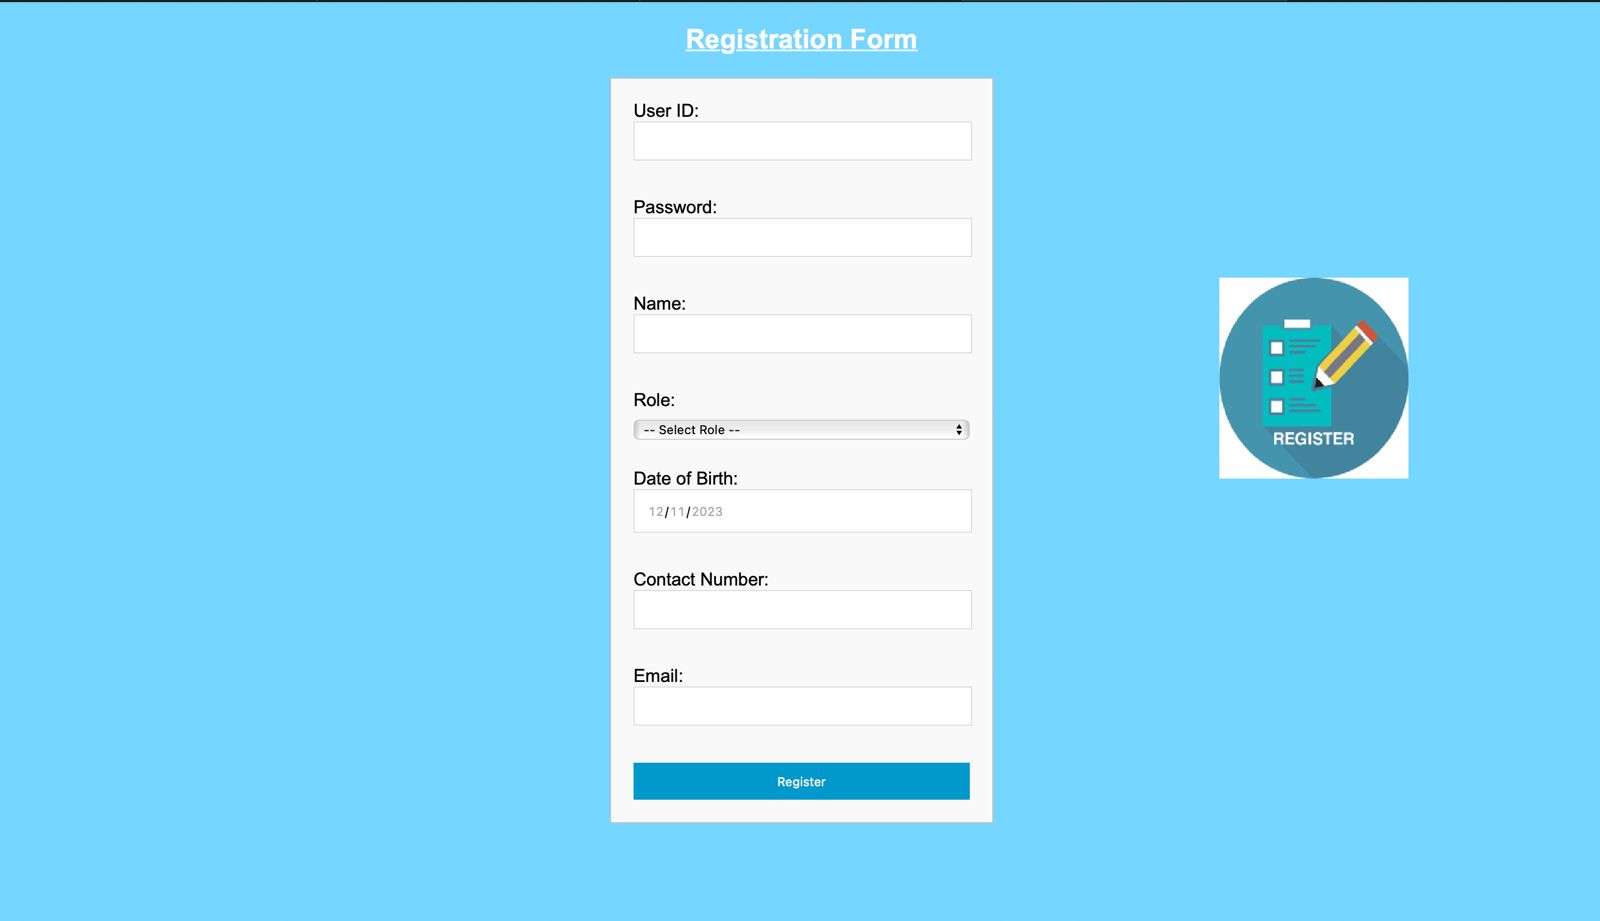 Registration Form
User ID:
Password:
Name:
Role:
-- Select Role --
Date of Birth:
12/11/2023
Contact Number:
Email:
Register
REGISTER